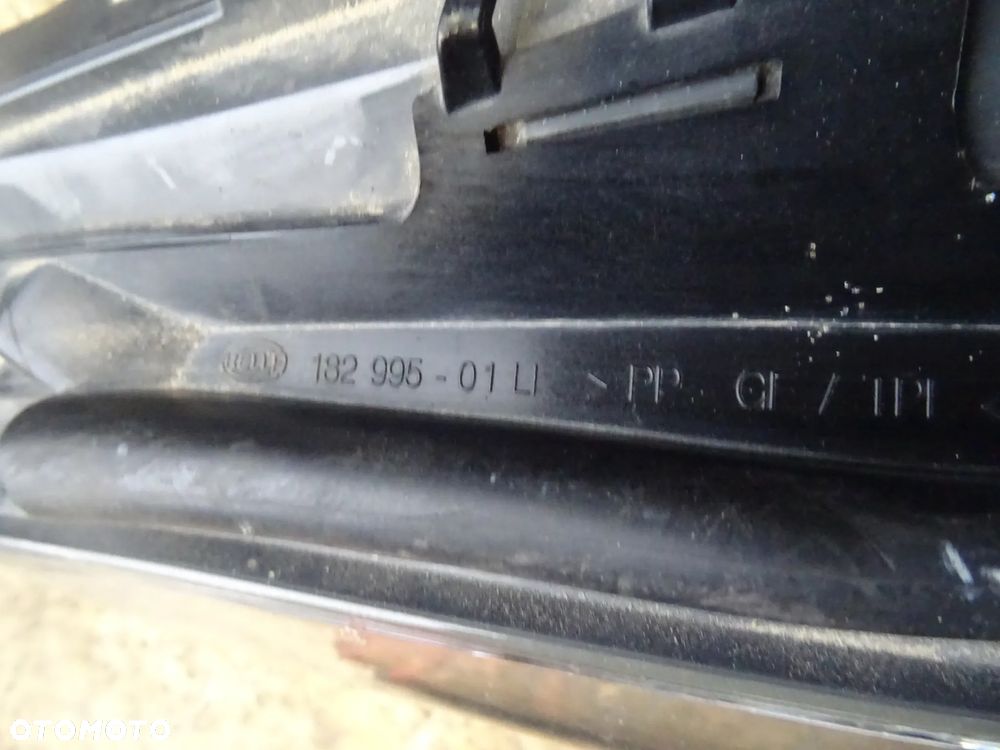 HELLA 182 995-01 LI >PP GF / TPE<
OTOMOTO